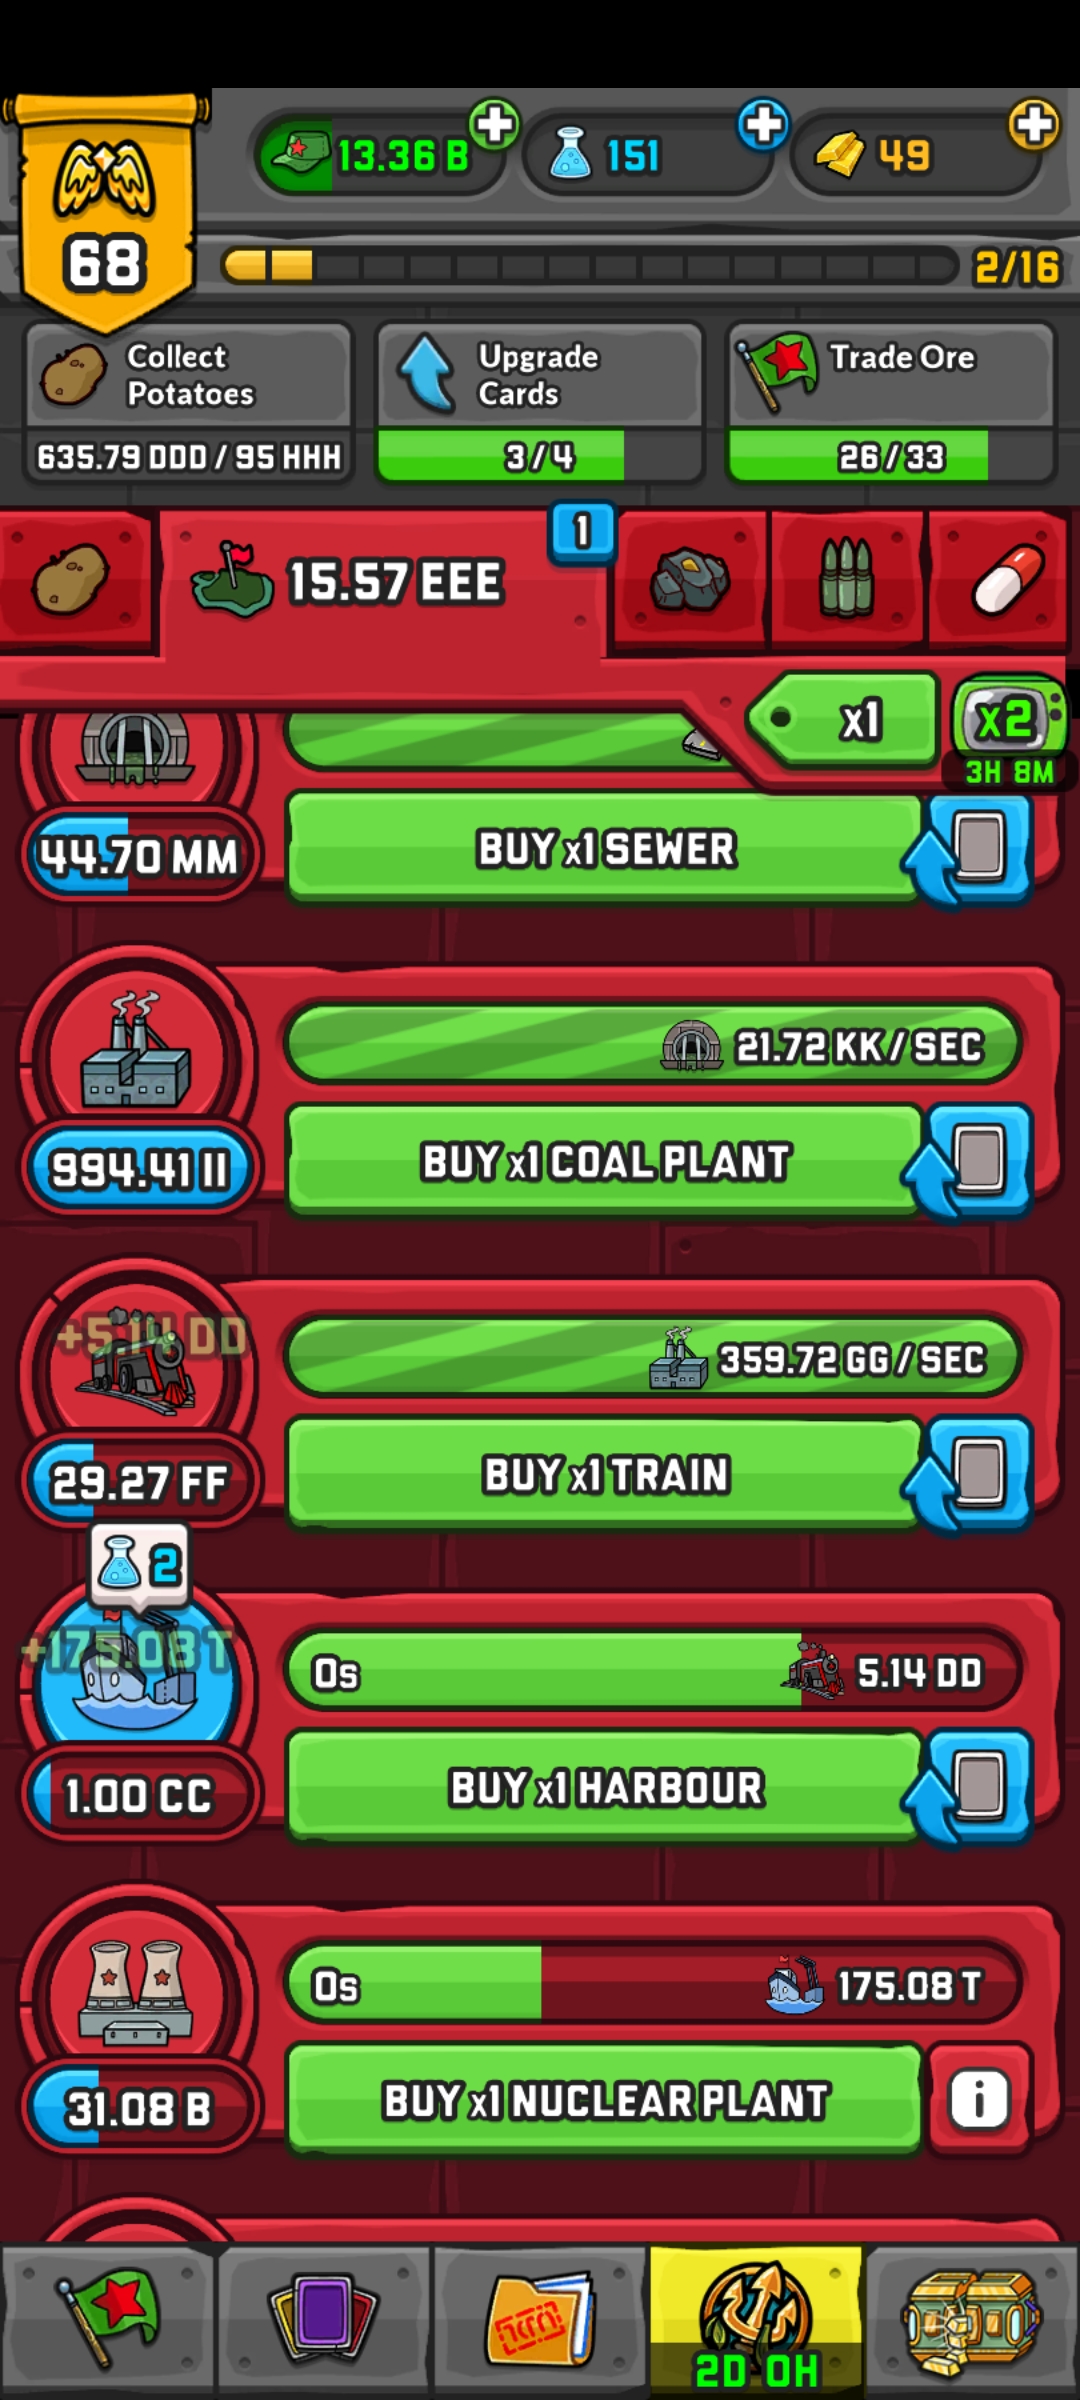 13.36 B
151
49
68
2/16
Collect
Potatoes
635.79 DDD / 95 HHH
Upgrade
Cards
3/4
Trade Ore
26/33
15.57 EEE
1
x1
x2
3H 8M
44.70 MM
BUY x1 SEWER
21.72 KK/SEC
994.41 II
BUY x1 COAL PLANT
+5.14 DD
359.72 GG/SEC
29.27 FF
BUY x1 TRAIN
2
+175.08 T
0s
5.14 DD
1.00 CC
BUY x1 HARBOUR
0s
175.08 T
31.08 B
BUY x1 NUCLEAR PLANT
i
2D 0H